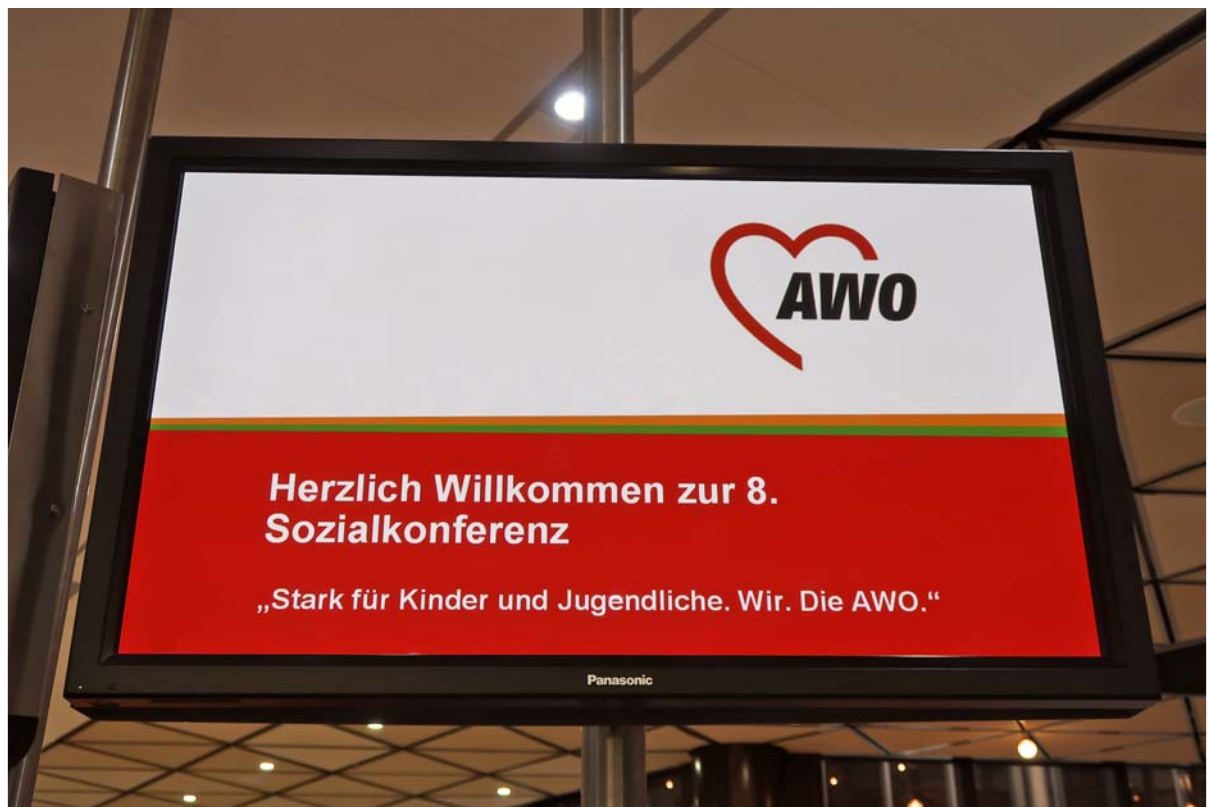 AWO
Herzlich Willkommen zur 8.
Sozialkonferenz
„Stark für Kinder und Jugendliche. Wir. Die AWO.“
Panasonic